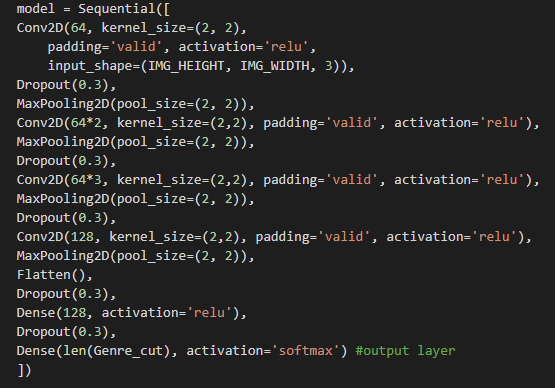 model = Sequential([
Conv2D(64, kernel_size=(2, 2),
    padding='valid', activation='relu',
    input_shape=(IMG_HEIGHT, IMG_WIDTH, 3)),
Dropout(0.3),
MaxPooling2D(pool_size=(2, 2)),
Conv2D(64*2, kernel_size=(2,2), padding='valid', activation='relu'),
MaxPooling2D(pool_size=(2, 2)),
Dropout(0.3),
Conv2D(64*3, kernel_size=(2,2), padding='valid', activation='relu'),
MaxPooling2D(pool_size=(2, 2)),
Dropout(0.3),
Conv2D(128, kernel_size=(2,2), padding='valid', activation='relu'),
MaxPooling2D(pool_size=(2, 2)),
Flatten(),
Dropout(0.3),
Dense(128, activation='relu'),
Dropout(0.3),
Dense(len(Genre_cut), activation='softmax') #output layer
])